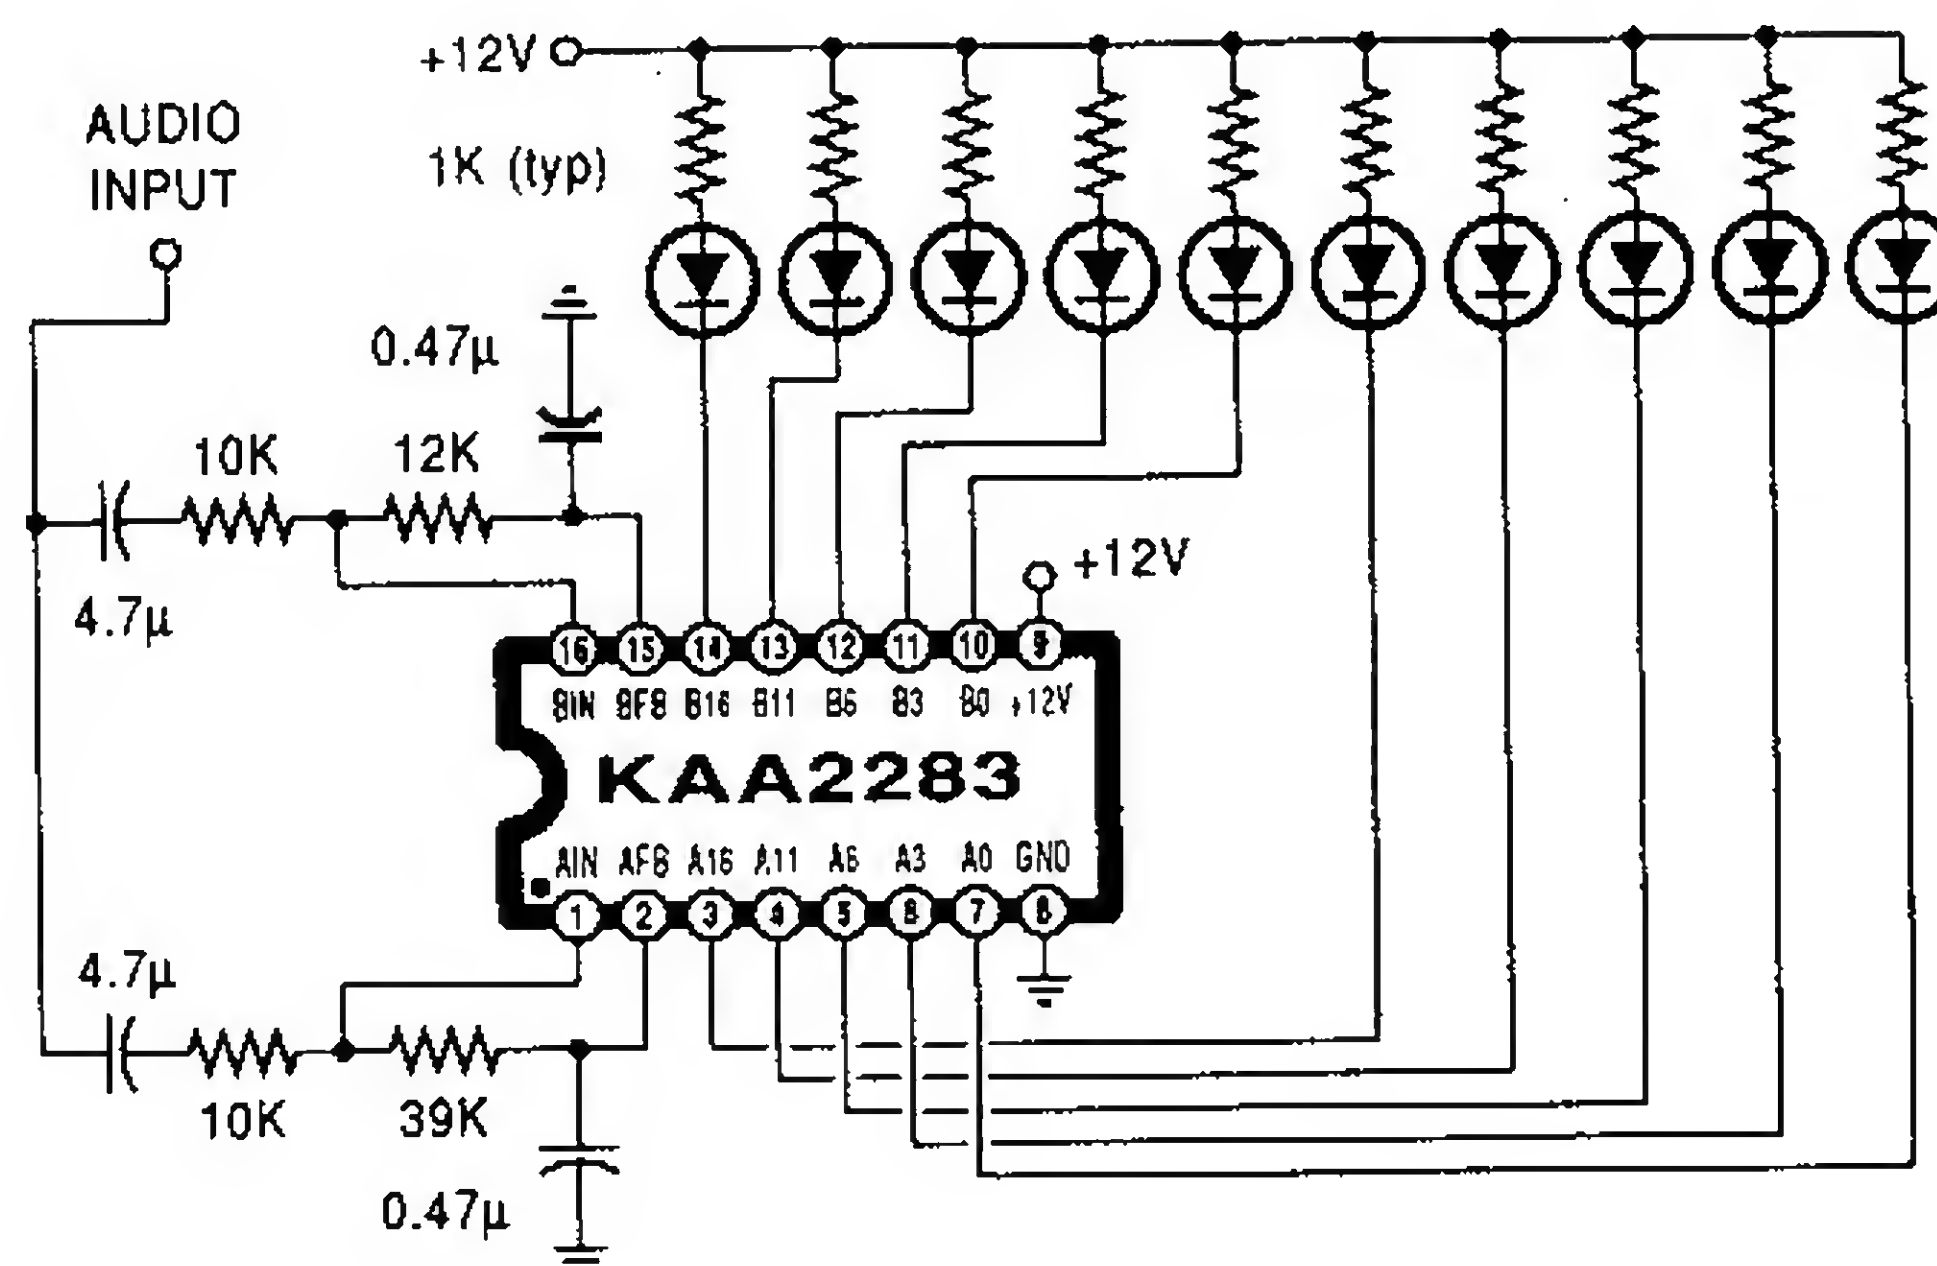 +12V
AUDIO
INPUT
1K (typ)
0.47µ
10K
12K
4.7µ
+12V
16 15 14 13 12 11 10 9
BIN BFB B16 B11 B6 B3 B0 +12V
KAA2283
AIN AFB A16 A11 A6 A3 A0 GND
1 2 3 4 5 6 7 8
4.7µ
10K
39K
0.47µ